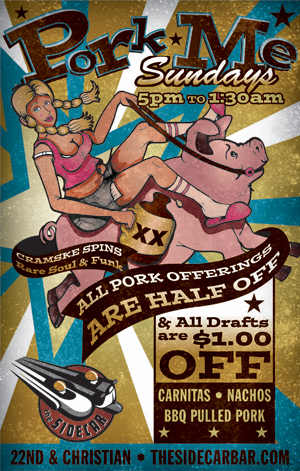 Pork Me
Sundays
5pm TO 1:30am
XX
CRAMSKE SPINS
Rare Soul & Funk
ALL PORK OFFERINGS
ARE HALF OFF
& All Drafts
are $1.00
OFF
CARNITAS • NACHOS
BBQ PULLED PORK
the SIDECAR
22ND & CHRISTIAN • THESIDECARBAR.COM